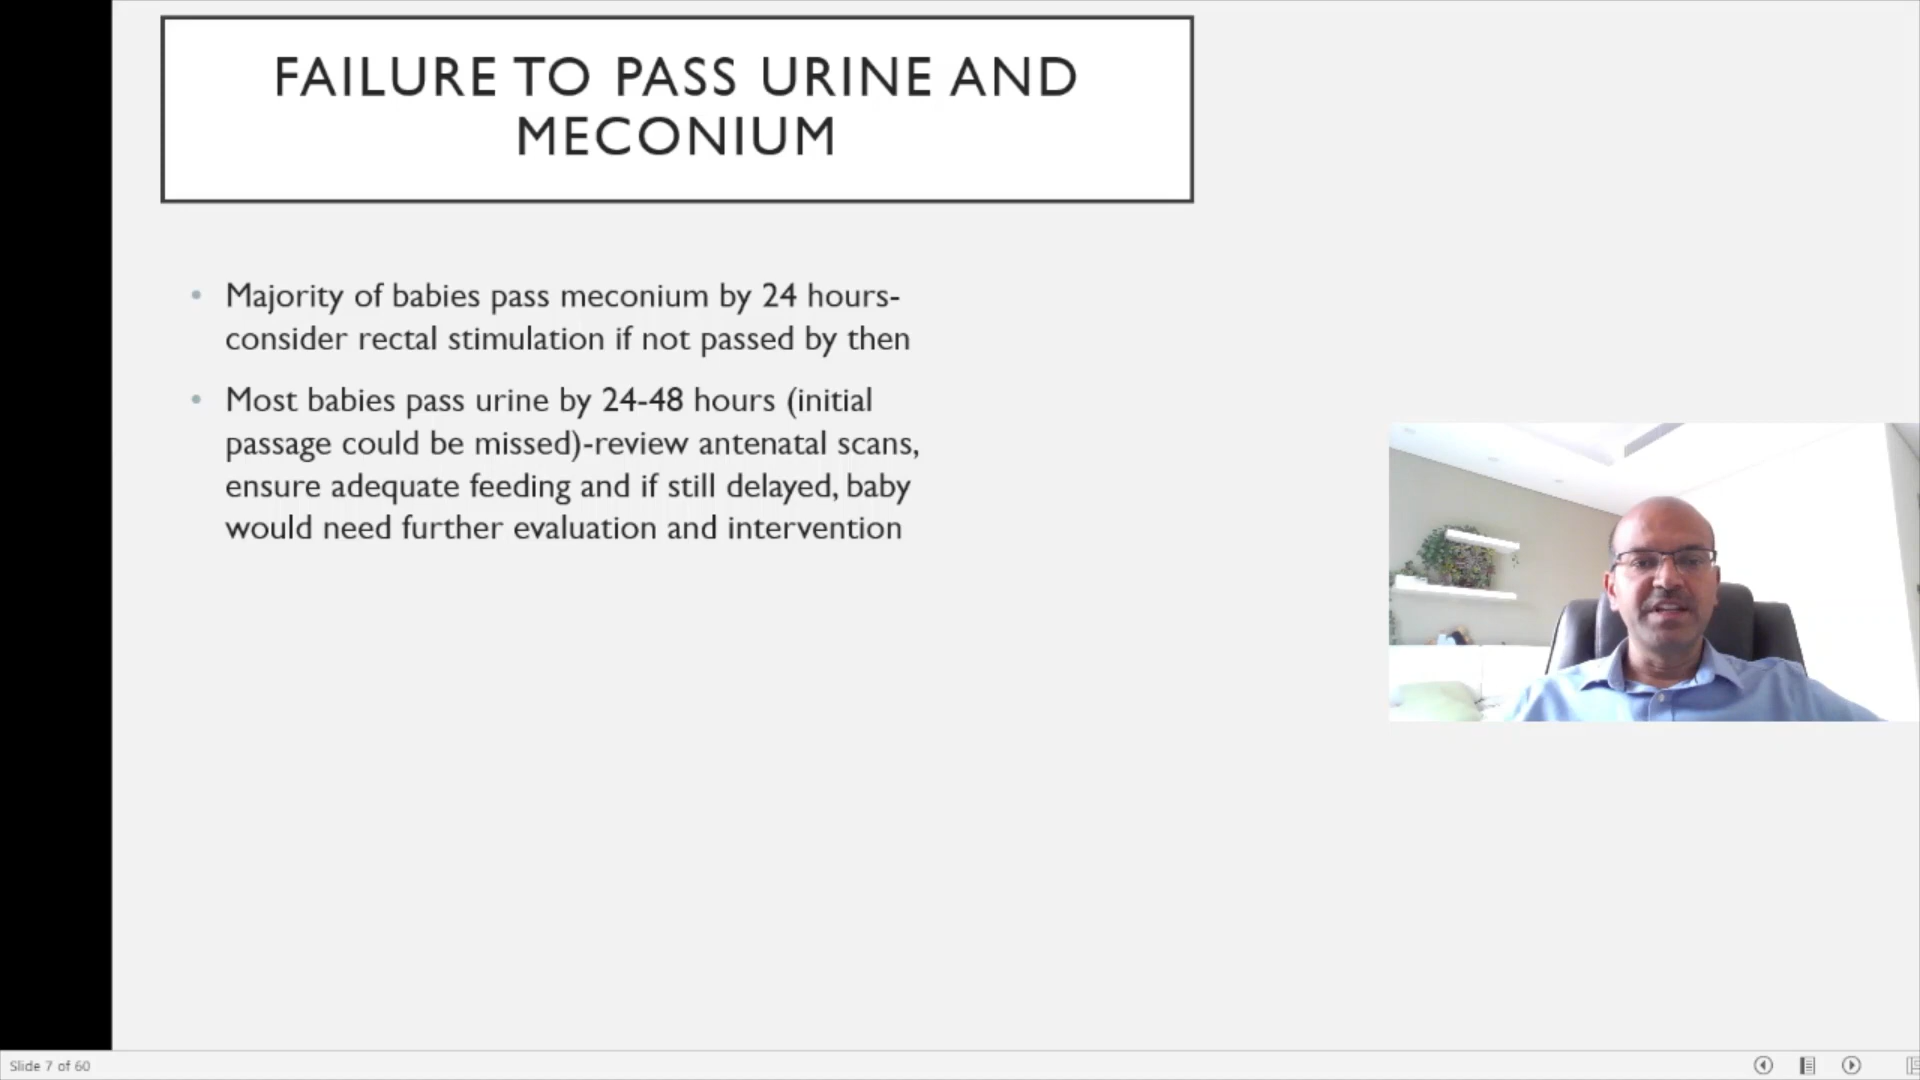 FAILURE TO PASS URINE AND
MECONIUM
• Majority of babies pass meconium by 24 hours-
consider rectal stimulation if not passed by then
• Most babies pass urine by 24-48 hours (initial
passage could be missed)-review antenatal scans,
ensure adequate feeding and if still delayed, baby
would need further evaluation and intervention
Slide 7 of 60